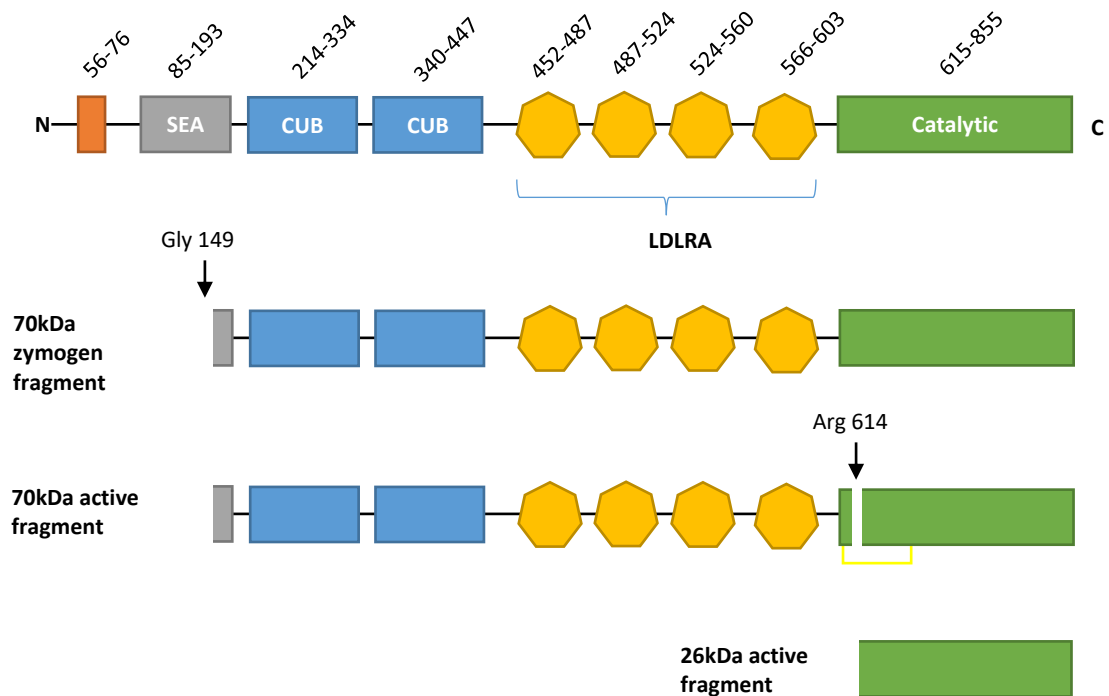 56-76
85-193
214-334
340-447
452-487
487-524
524-560
566-603
615-855
N
SEA
CUB
CUB
Catalytic
C
LDLRA
Gly 149
70kDa
zymogen
fragment
Arg 614
70kDa active
fragment
26kDa active
fragment